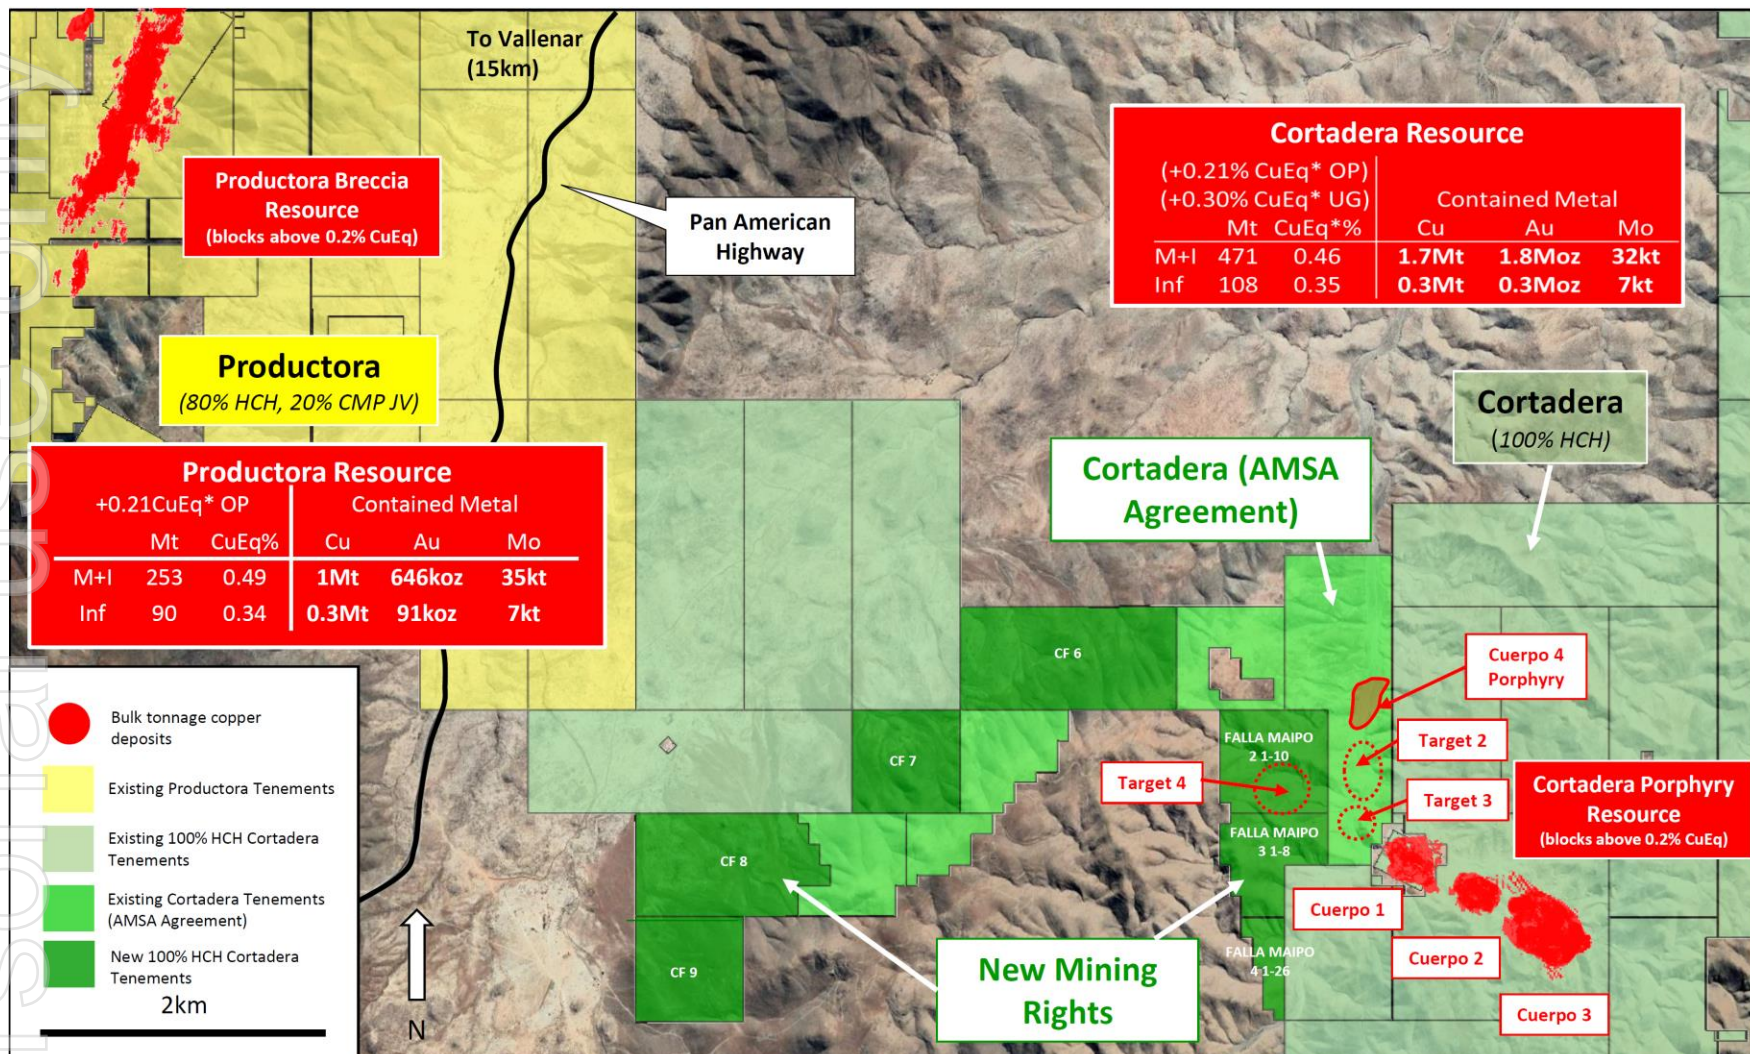 To Vallenar
(15km)
Productora Breccia
Resource
(blocks above 0.2% CuEq)
Pan American
Highway
Cortadera Resource
(+0.21% CuEq* OP)
(+0.30% CuEq* UG) Contained Metal
Mt CuEq*% Cu Au Mo
M+I 471 0.46 1.7Mt 1.8Moz 32kt
Inf 108 0.35 0.3Mt 0.3Moz 7kt
Productora
(80% HCH, 20% CMP JV)
Cortadera
(100% HCH)
Productora Resource
+0.21CuEq* OP Contained Metal
Mt CuEq% Cu Au Mo
M+I 253 0.49 1Mt 646koz 35kt
Inf 90 0.34 0.3Mt 91koz 7kt
Cortadera (AMSA
Agreement)
CF 6
Cuerpo 4
Porphyry
FALLA MAIPO
2 1-10
Target 2
CF 7
Target 4
Target 3
Cortadera Porphyry
Resource
(blocks above 0.2% CuEq)
FALLA MAIPO
3 1-8
CF 8
Cuerpo 1
Cuerpo 2
FALLA MAIPO
4 1-26
CF 9
New Mining
Rights
Cuerpo 3
Bulk tonnage copper
deposits
Existing Productora Tenements
Existing 100% HCH Cortadera
Tenements
Existing Cortadera Tenements
(AMSA Agreement)
New 100% HCH Cortadera
Tenements
2km
N